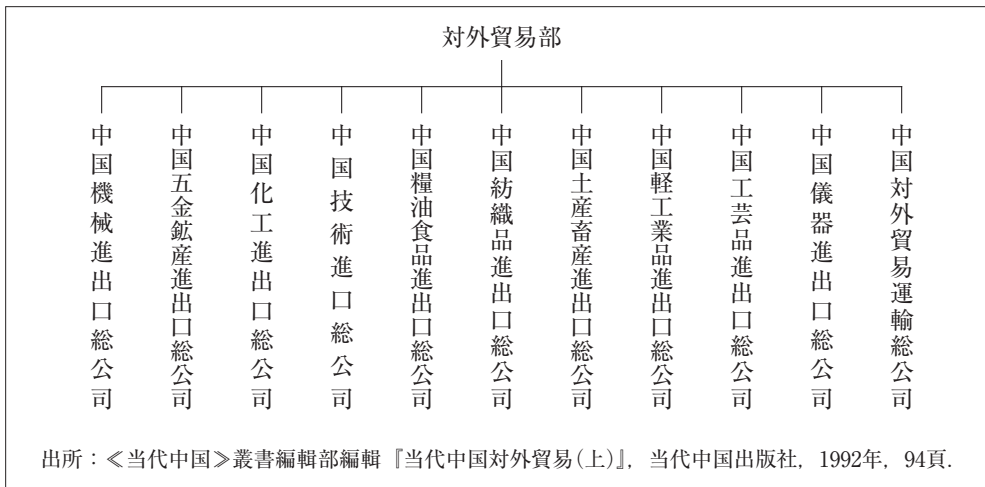 対外貿易部
中国機械進出口総公司
中国五金鉱産進出口総公司
中国化工進出口総公司
中国技術進口総公司
中国糧油食品進出口総公司
中国紡織品進出口総公司
中国土産畜産進出口総公司
中国軽工業品進出口総公司
中国工芸品進出口総公司
中国儀器進出口総公司
中国対外貿易運輸総公司
出所：≪当代中国≫叢書編輯部編輯『当代中国対外貿易(上)』，当代中国出版社，1992年，94頁.